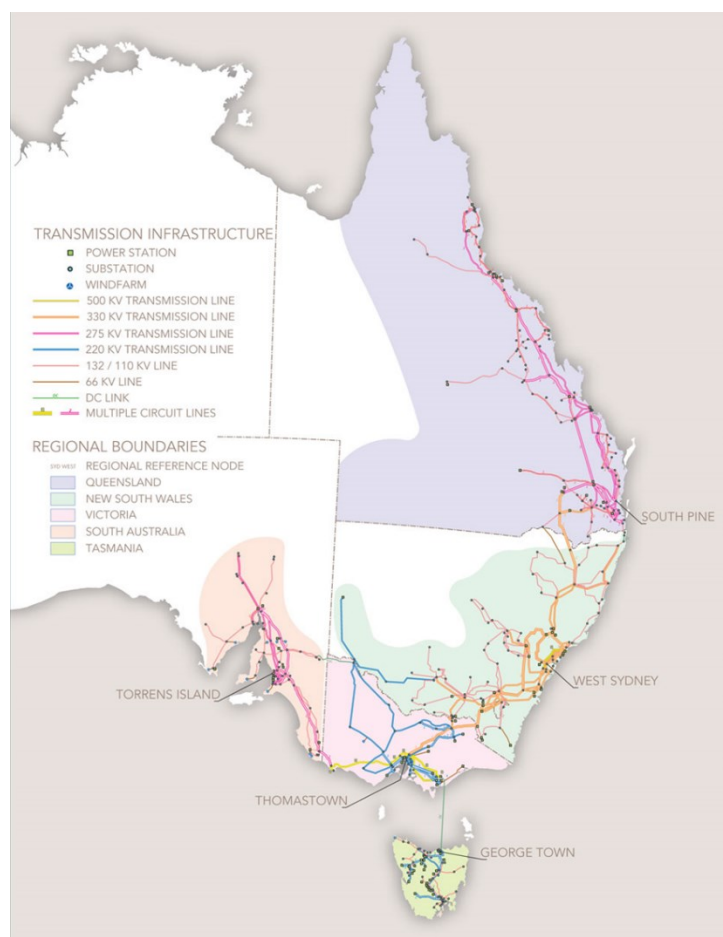 TRANSMISSION INFRASTRUCTURE
POWER STATION
SUBSTATION
WINDFARM
500 KV TRANSMISSION LINE
330 KV TRANSMISSION LINE
275 KV TRANSMISSION LINE
220 KV TRANSMISSION LINE
132 / 110 KV TRANSMISSION LINE
66 KV LINE
DC LINK
MULTIPLE CIRCUIT LINES
REGIONAL BOUNDARIES
REGIONAL REFERENCE NODE
QUEENSLAND
NEW SOUTH WALES
VICTORIA
SOUTH AUSTRALIA
TASMANIA
SOUTH PINE
WEST SYDNEY
TORRENS ISLAND
THOMASTOWN
GEORGE TOWN